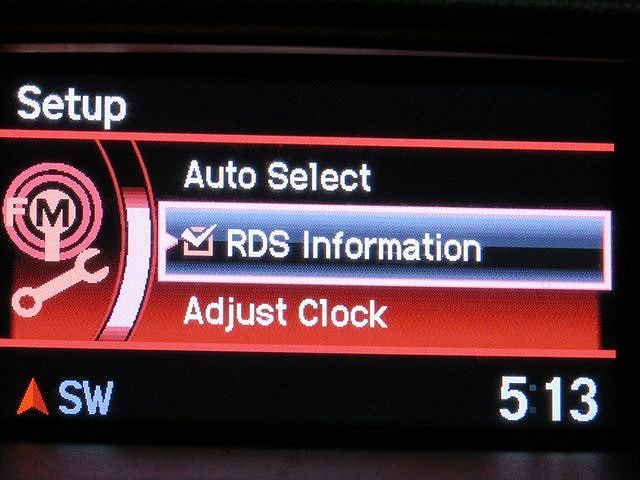 Setup
Auto Select
FM
RDS Information
Adjust Clock
SW
5:13